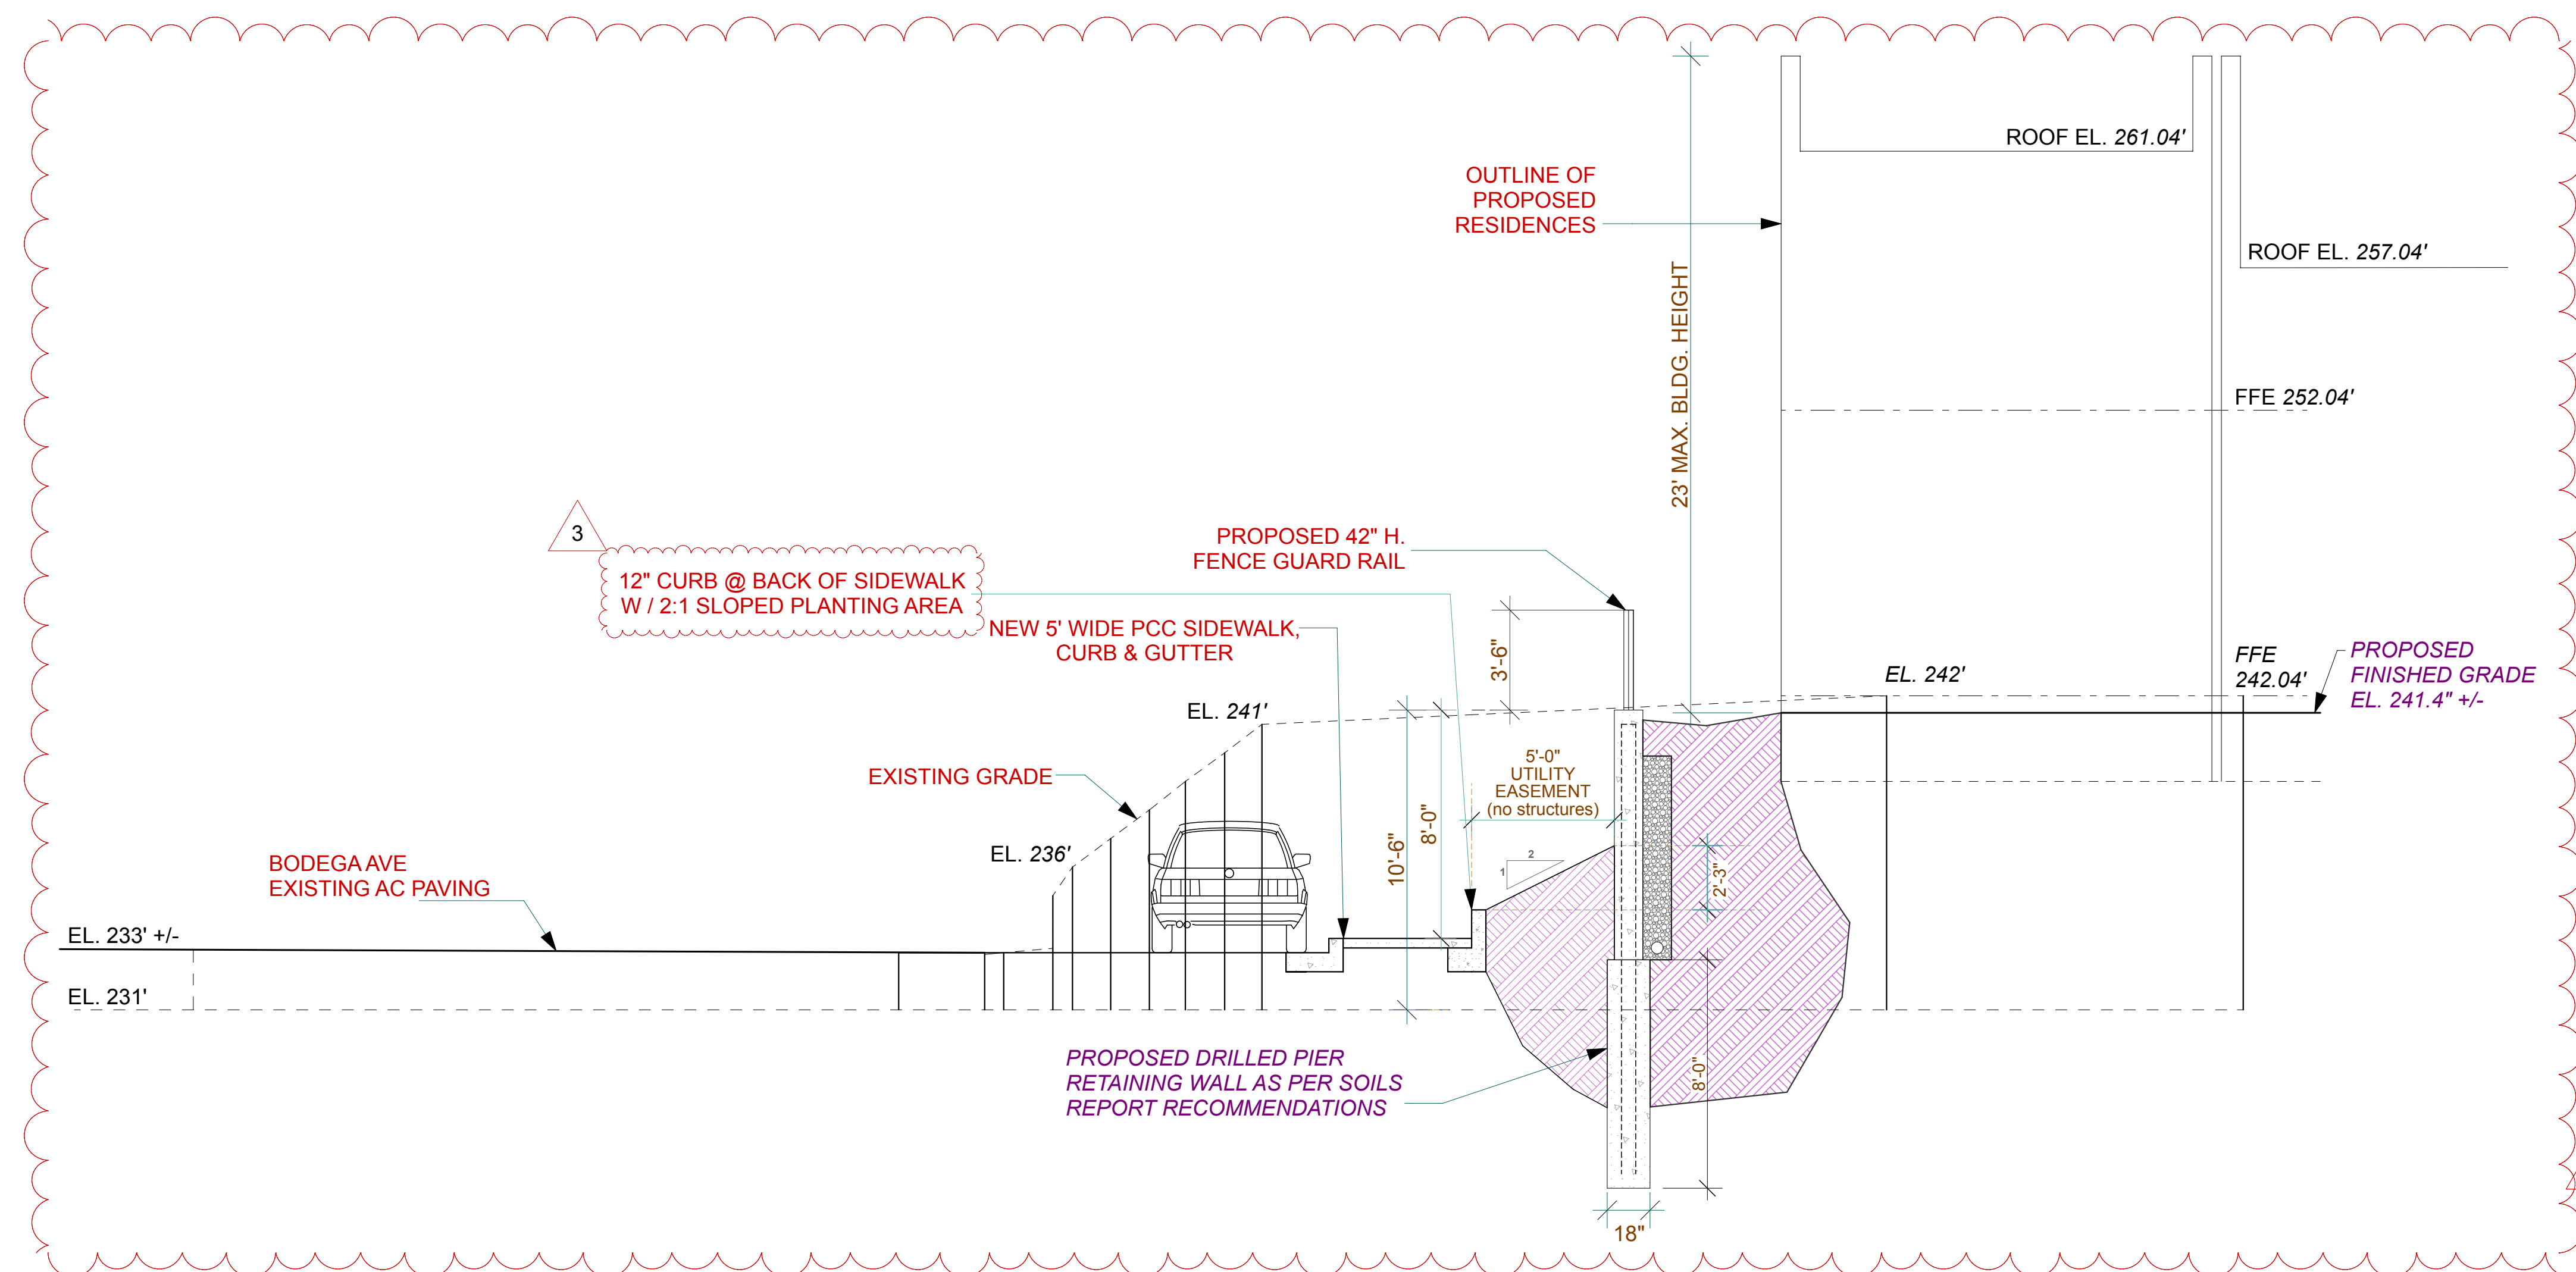 ROOF EL. 261.04'
OUTLINE OF
PROPOSED
RESIDENCES
ROOF EL. 257.04'
23' MAX. BLDG. HEIGHT
FFE 252.04'
3
12" CURB @ BACK OF SIDEWALK
W / 2:1 SLOPED PLANTING AREA
PROPOSED 42" H.
FENCE GUARD RAIL
NEW 5' WIDE PCC SIDEWALK,
CURB & GUTTER
3'-6"
EL. 242'
FFE
242.04'
PROPOSED
FINISHED GRADE
EL. 241.4" +/-
EL. 241'
EXISTING GRADE
5'-0"
UTILITY
EASEMENT
(no structures)
8'-0"
10'-6"
EL. 236'
2
1
2'-3"
BODEGA AVE
EXISTING AC PAVING
EL. 233' +/-
EL. 231'
PROPOSED DRILLED PIER
RETAINING WALL AS PER SOILS
REPORT RECOMMENDATIONS
8'-0"
18"